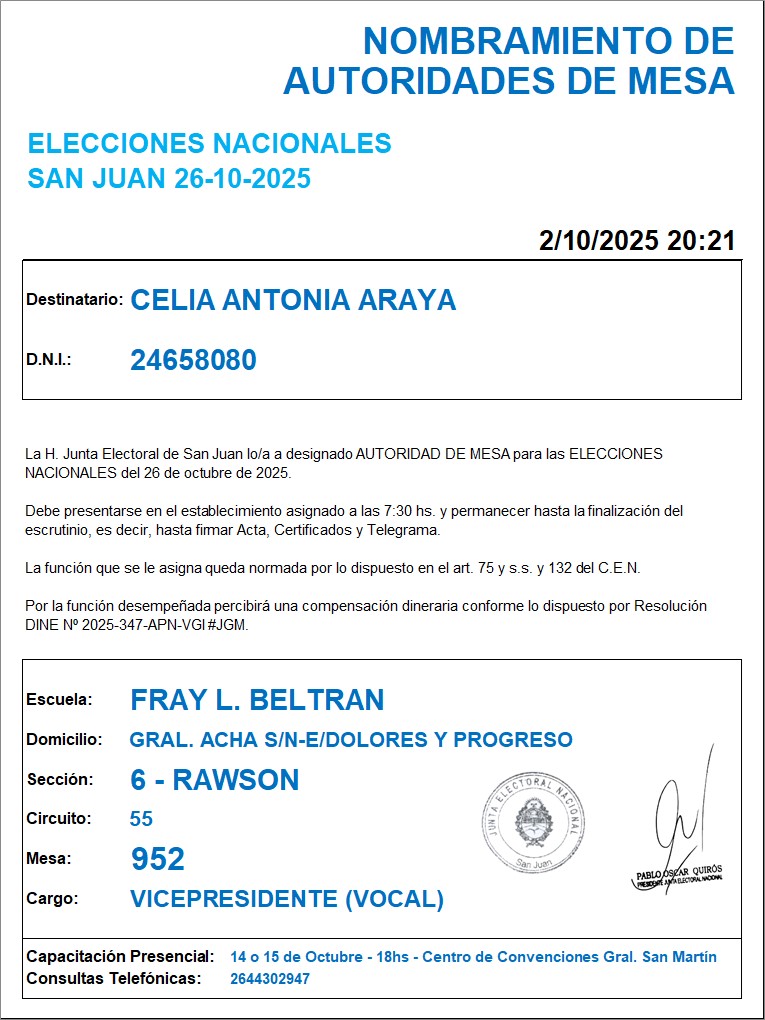 NOMBRAMIENTO DE
AUTORIDADES DE MESA
ELECCIONES NACIONALES
SAN JUAN 26-10-2025
2/10/2025 20:21
Destinatario: CELIA ANTONIA ARAYA
D.N.I.: 24658080
La H. Junta Electoral de San Juan lo/a a designado AUTORIDAD DE MESA para las ELECCIONES
NACIONALES del 26 de octubre de 2025.
Debe presentarse en el establecimiento asignado a las 7:30 hs. y permanecer hasta la finalización del
escrutinio, es decir, hasta firmar Acta, Certificados y Telegrama.
La función que se le asigna queda normada por lo dispuesto en el art. 75 y s.s. y 132 del C.E.N.
Por la función desempeñada percibirá una compensación dineraria conforme lo dispuesto por Resolución
DINE Nº 2025-347-APN-VGI#JGM.
Escuela: FRAY L. BELTRAN
Domicilio: GRAL. ACHA S/N-E/DOLORES Y PROGRESO
Sección: 6 - RAWSON
Circuito: 55
Mesa: 952
Cargo: VICEPRESIDENTE (VOCAL)
JUNTA ELECTORAL NACIONAL
San Juan
PABLO OSCAR QUIRÓS
PRESIDENTE JUNTA ELECTORAL NACIONAL
Capacitación Presencial: 14 o 15 de Octubre - 18hs - Centro de Convenciones Gral. San Martín
Consultas Telefónicas: 2644302947